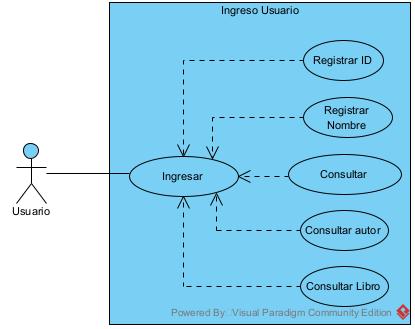 Ingreso Usuario
Registrar ID
Registrar
Nombre
Ingresar
Consultar
Usuario
Consultar autor
Consultar Libro
Powered By Visual Paradigm Community Edition